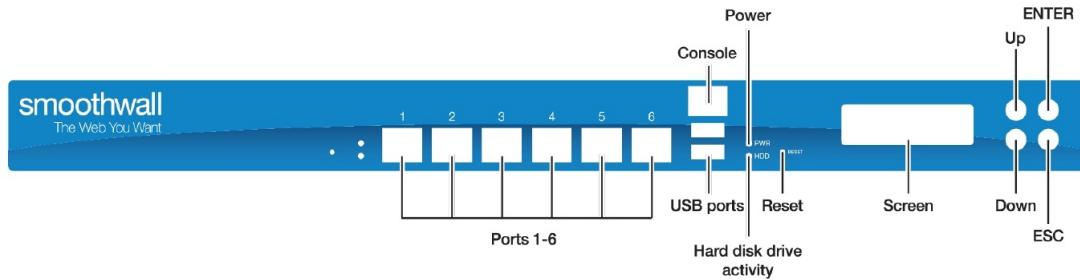 Power
ENTER
Console
Up
smoothwall
The Web You Want
1 2 3 4 5 6
PWR
HDD
RESET
Ports 1-6
USB ports
Reset
Screen
Down
Hard disk drive
activity
ESC